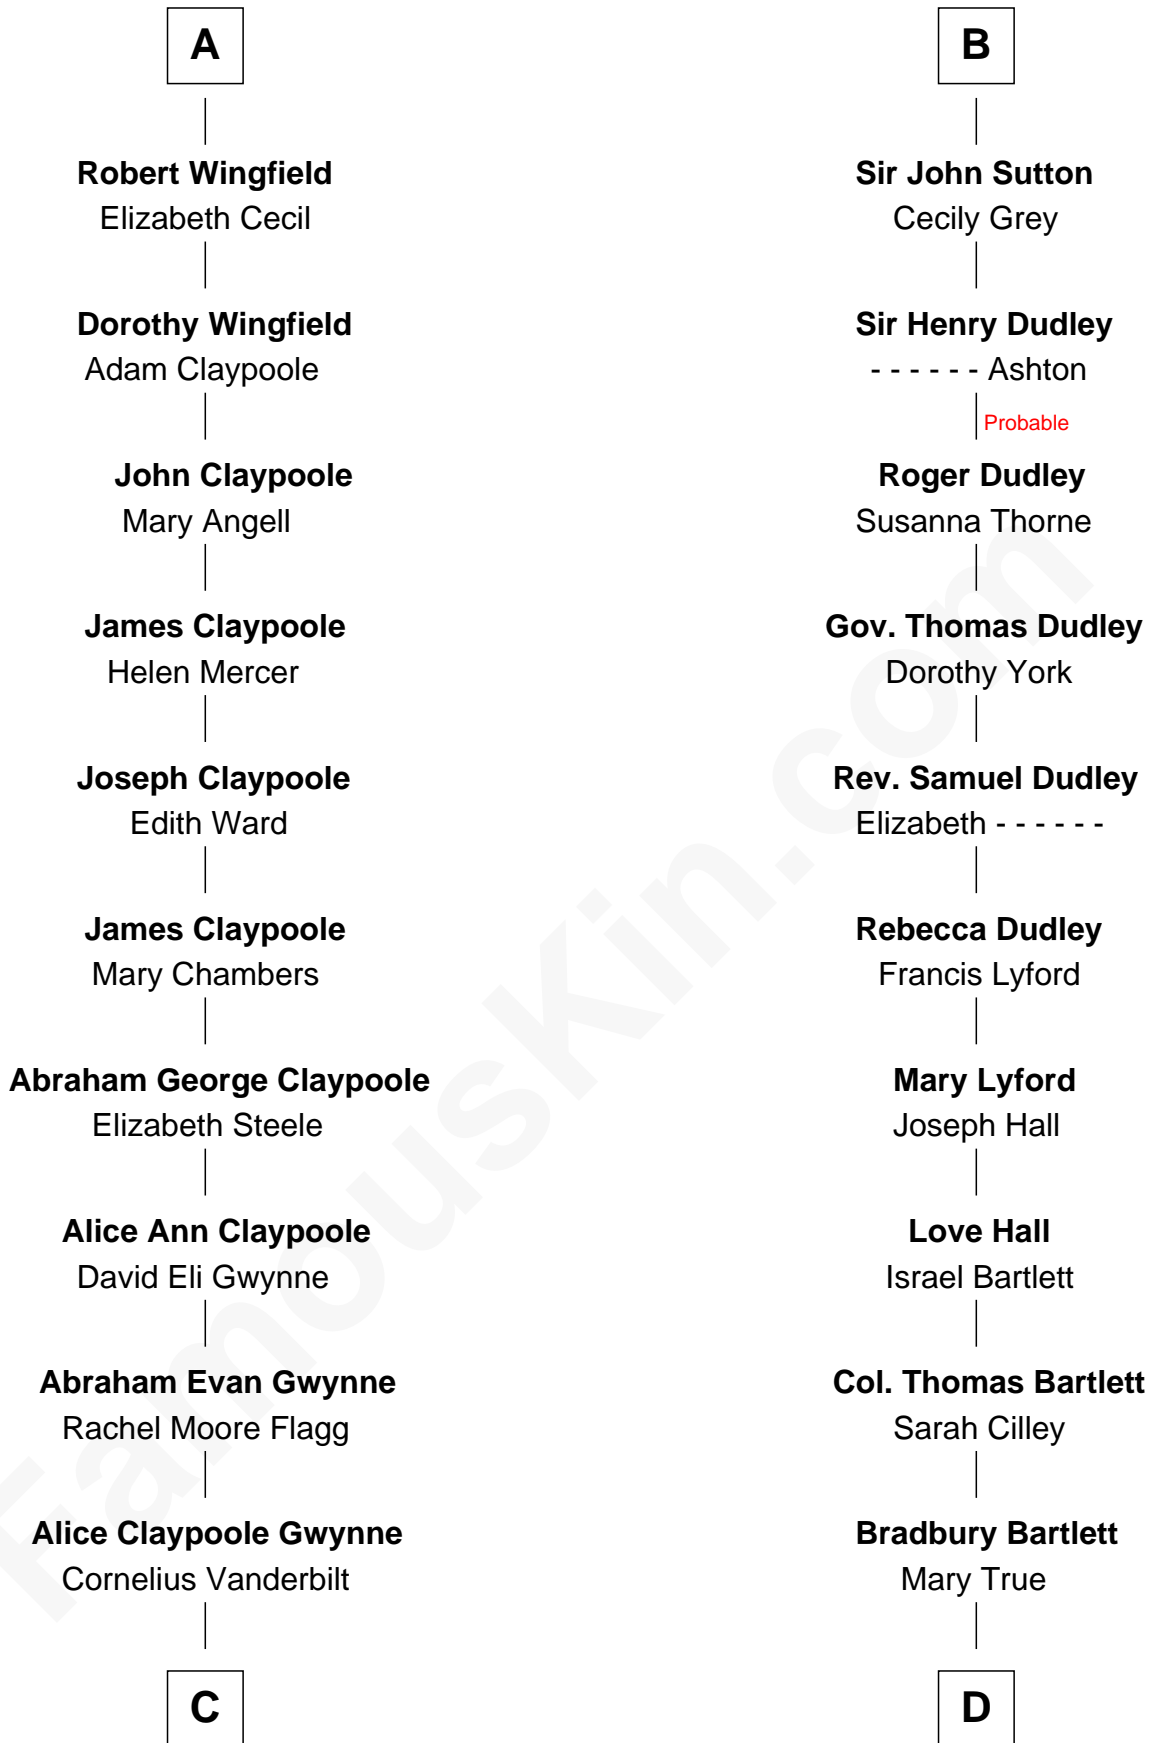 A
Robert Wingfield
Elizabeth Cecil
Dorothy Wingfield
Adam Claypoole
John Claypoole
Mary Angell
James Claypoole
Helen Mercer
Joseph Claypoole
Edith Ward
James Claypoole
Mary Chambers
Abraham George Claypoole
Elizabeth Steele
Alice Ann Claypoole
David Eli Gwynne
Abraham Evan Gwynne
Rachel Moore Flagg
Alice Claypoole Gwynne
Cornelius Vanderbilt
C
B
Sir John Sutton
Cecily Grey
Sir Henry Dudley
- - - - - - Ashton
Probable
Roger Dudley
Susanna Thorne
Gov. Thomas Dudley
Dorothy York
Rev. Samuel Dudley
Elizabeth - - - - - -
Rebecca Dudley
Francis Lyford
Mary Lyford
Joseph Hall
Love Hall
Israel Bartlett
Col. Thomas Bartlett
Sarah Cilley
Bradbury Bartlett
Mary True
D
FamousKin.com